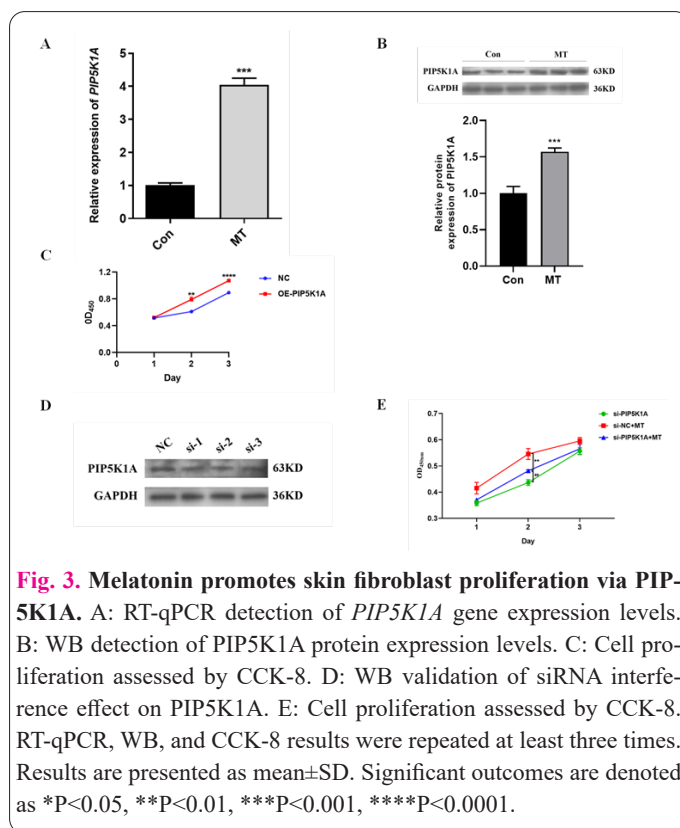 A
Relative expression of PIP5K1A
5
4
3
2
1
0
***
Con
MT
B
Con MT
PIP5K1A 63KD
GAPDH 36KD
Relative protein
expression of PIP5K1A
2.0
1.5
1.0
0.5
0.0
***
Con MT
C
0D450
1.2
0.8
0.4
0.0
** ****
NC
OE-PIP5K1A
0 1 2 3
Day
D
NC si-1 si-2 si-3
PIP5K1A 63KD
GAPDH 36KD
E
si-PIP5K1A
si-NC+MT
si-PIP5K1A+MT
0.7
0.6
0.5
0.4
0.3
**
**
1 2 3
Day
Fig. 3. Melatonin promotes skin fibroblast proliferation via PIP-
5K1A. A: RT-qPCR detection of PIP5K1A gene expression levels.
B: WB detection of PIP5K1A protein expression levels. C: Cell pro-
liferation assessed by CCK-8. D: WB validation of siRNA interfe-
rence effect on PIP5K1A. E: Cell proliferation assessed by CCK-8.
RT-qPCR, WB, and CCK-8 results were repeated at least three times.
Results are presented as mean±SD. Significant outcomes are denoted
as *P<0.05, **P<0.01, ***P<0.001, ****P<0.0001.